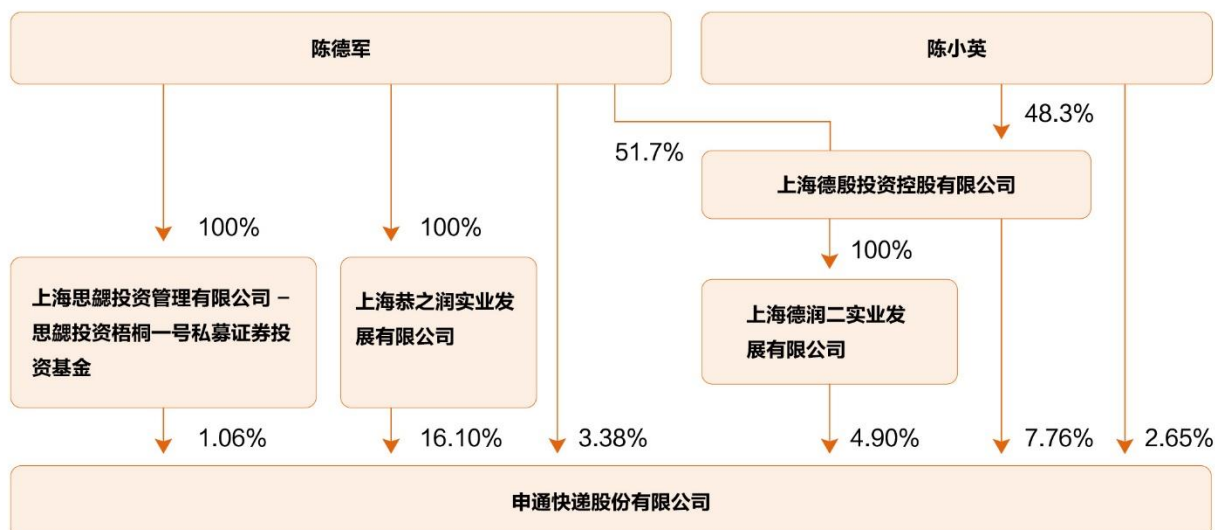 陈德军
陈小英
48.3%
51.7%
上海德殷投资控股有限公司
100%
100%
100%
上海思勰投资管理有限公司 –
思勰投资梧桐一号私募证券投
资基金
上海恭之润实业发
展有限公司
上海德润二实业发
展有限公司
1.06%
16.10%
3.38%
4.90%
7.76%
2.65%
申通快递股份有限公司